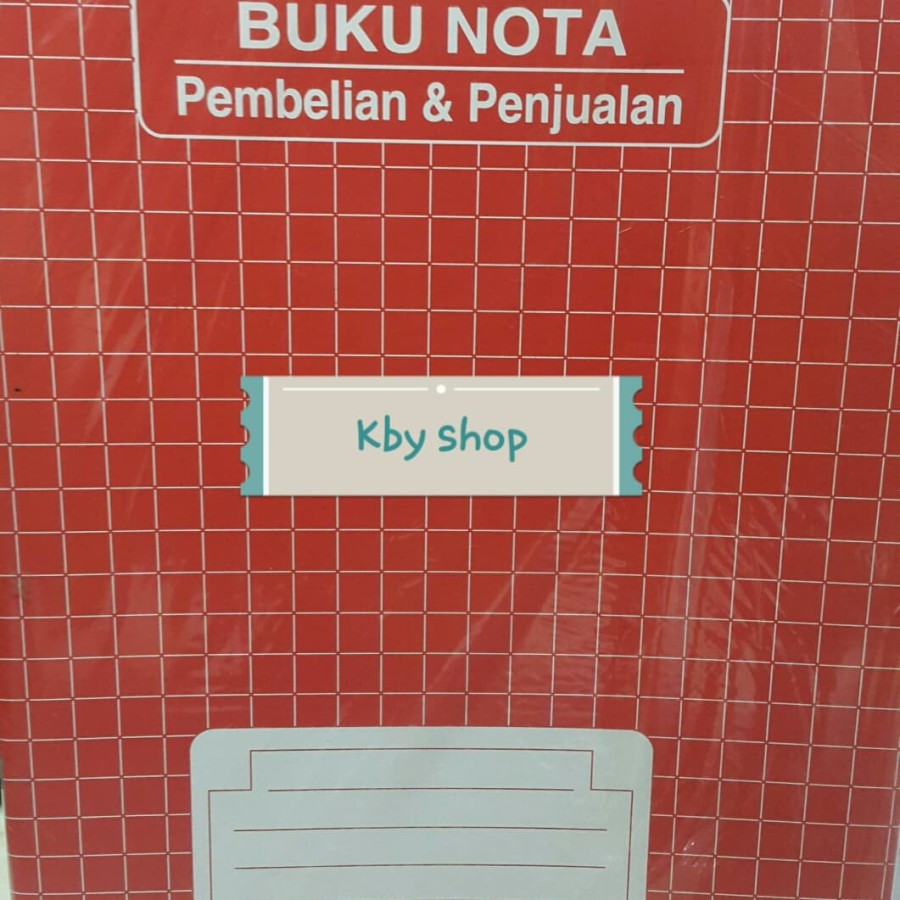 BUKU NOTA
Pembelian & Penjualan
Kby shop